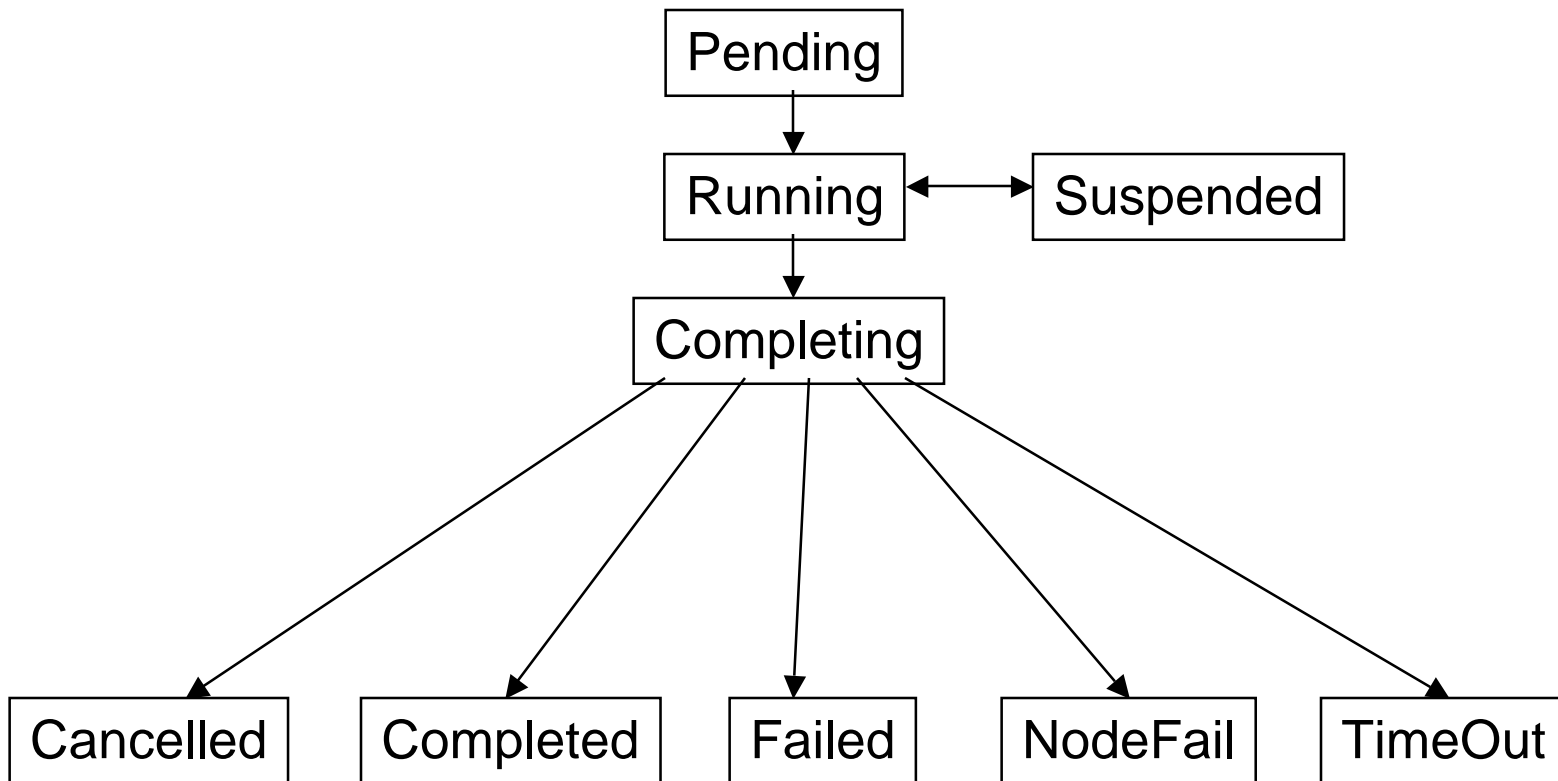 Pending
Running
Suspended
Completing
Cancelled
Completed
Failed
NodeFail
TimeOut